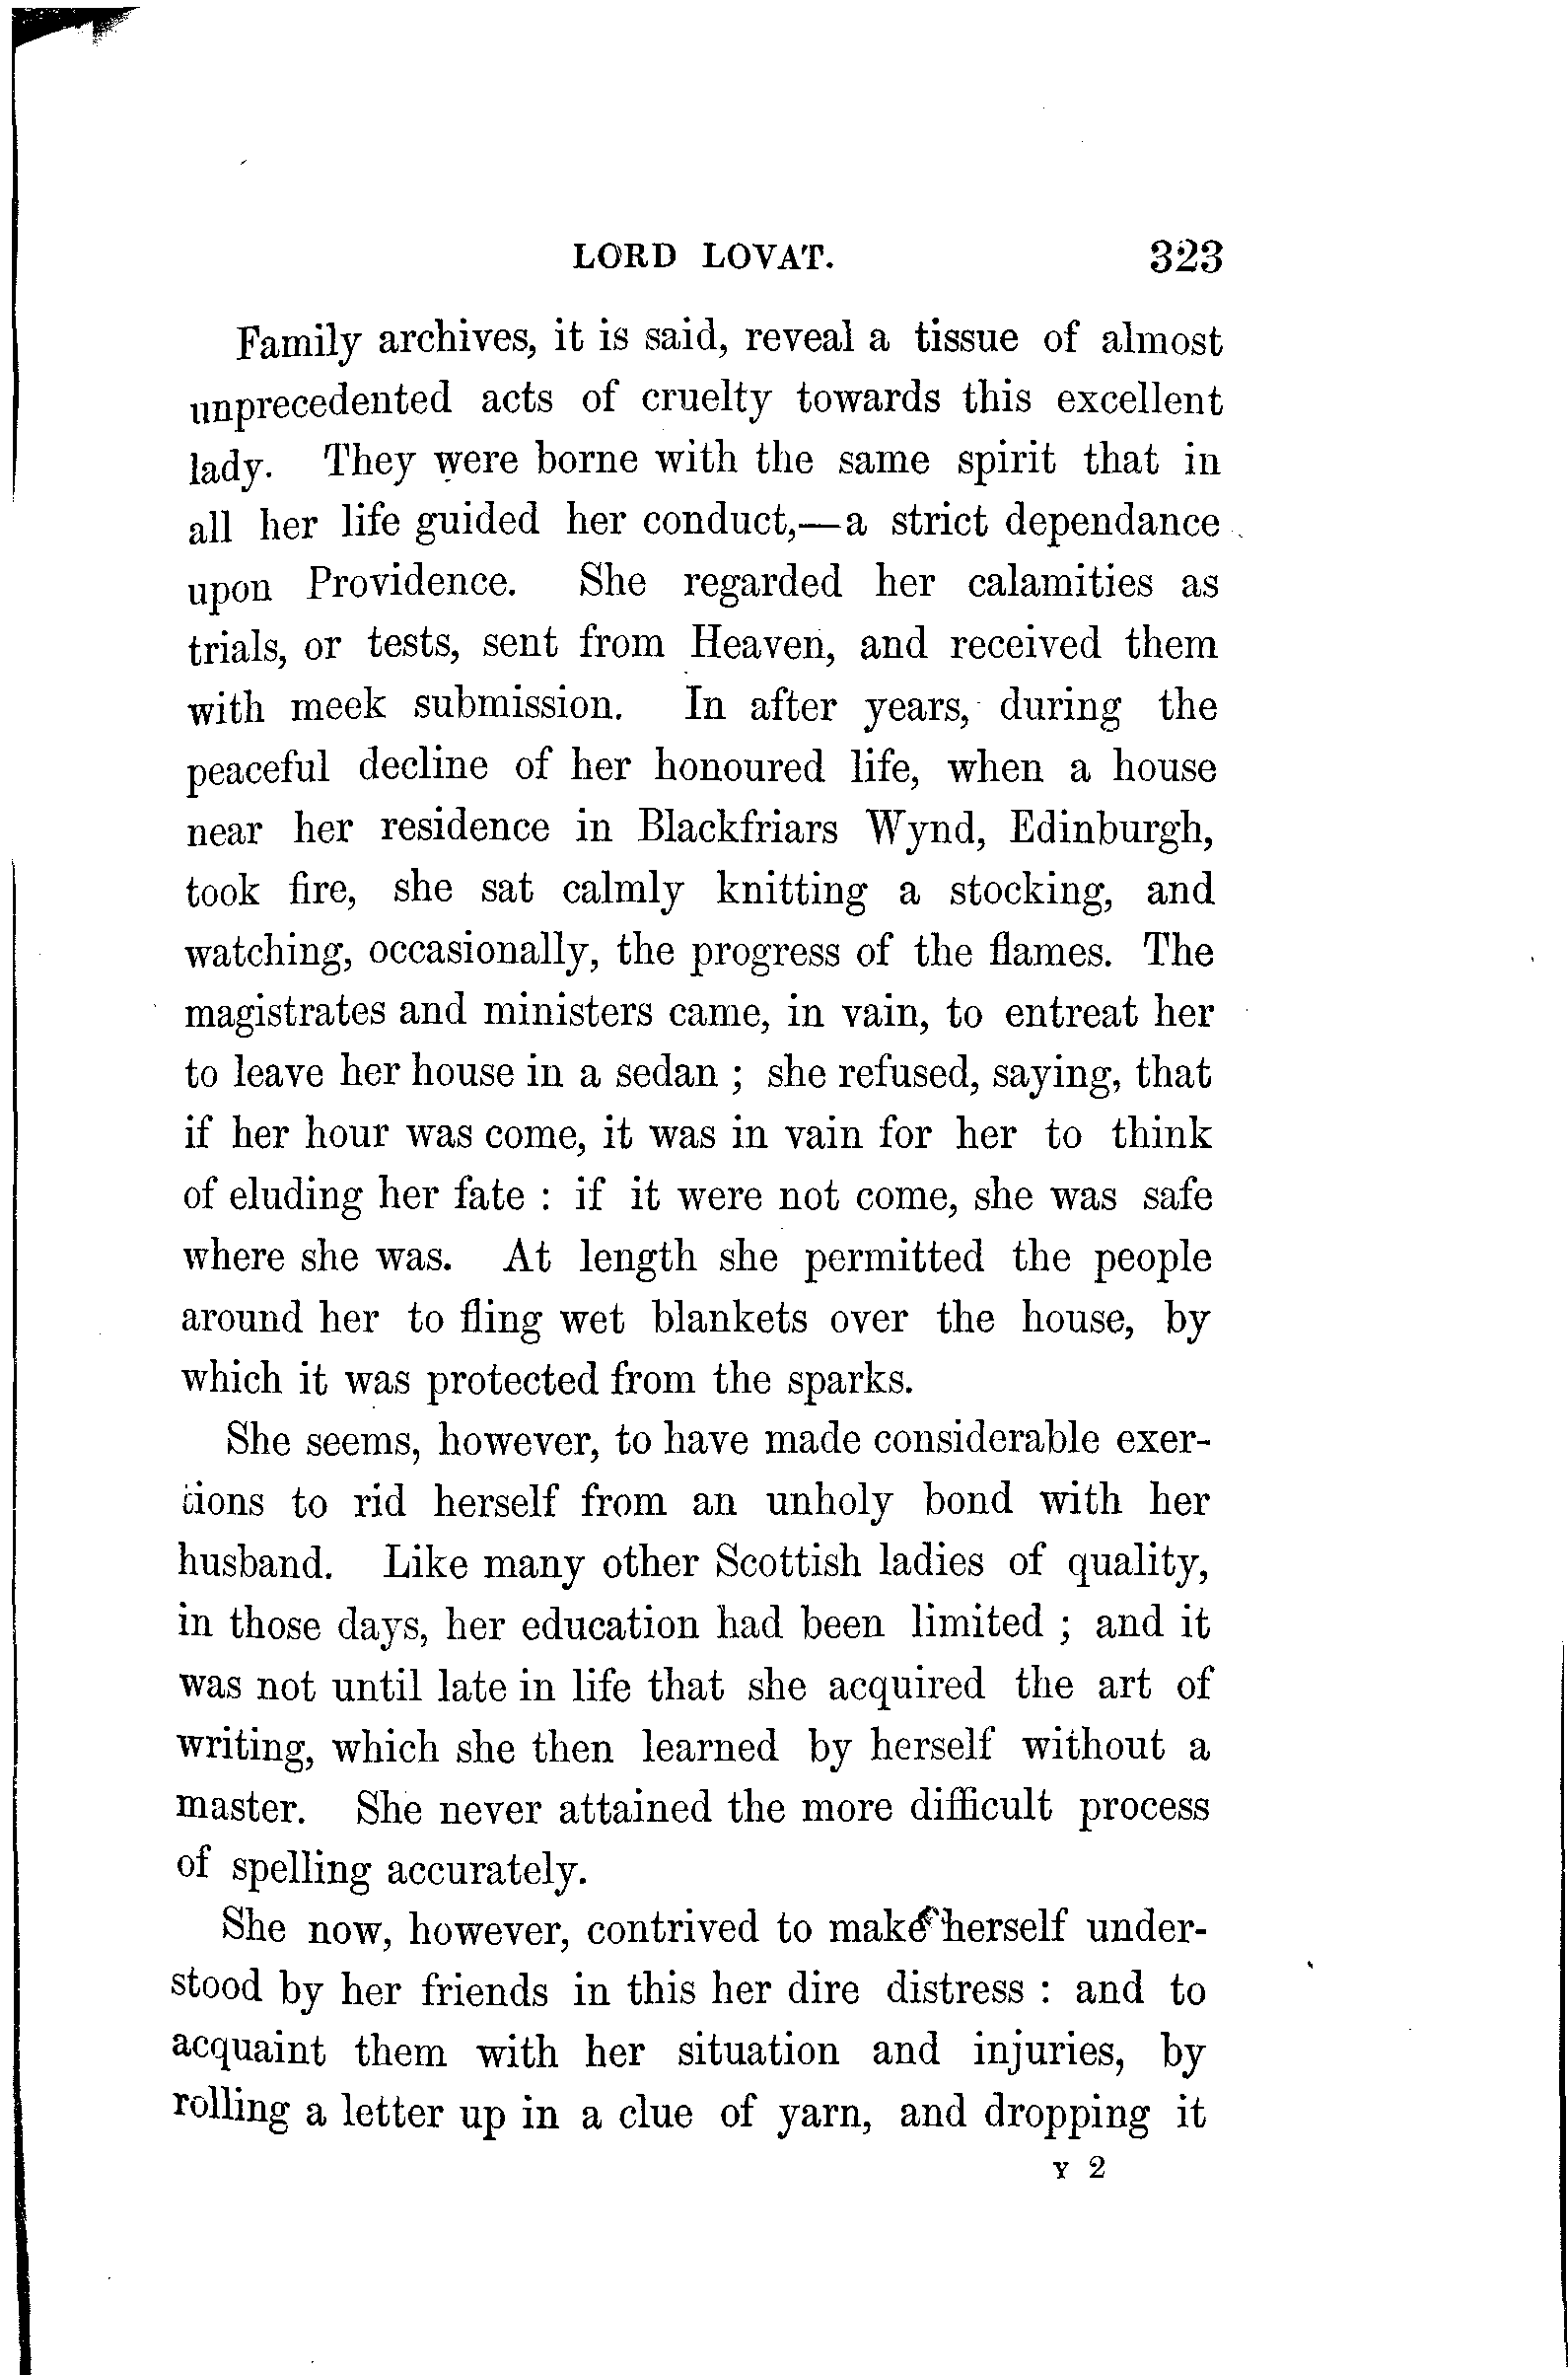 LORD LOVAT. 323
Family archives, it is said, reveal a tissue of almost
unprecedented acts of cruelty towards this excellent
lady. They were borne with the same spirit that in
all her life guided her conduct,—a strict dependance
upon Providence. She regarded her calamities as
trials, or tests, sent from Heaven, and received them
with meek submission. In after years, during the
peaceful decline of her honoured life, when a house
near her residence in Blackfriars Wynd, Edinburgh,
took fire, she sat calmly knitting a stocking, and
watching, occasionally, the progress of the flames. The
magistrates and ministers came, in vain, to entreat her
to leave her house in a sedan ; she refused, saying, that
if her hour was come, it was in vain for her to think
of eluding her fate : if it were not come, she was safe
where she was. At length she permitted the people
around her to fling wet blankets over the house, by
which it was protected from the sparks.
She seems, however, to have made considerable exer-
tions to rid herself from an unholy bond with her
husband. Like many other Scottish ladies of quality,
in those days, her education had been limited ; and it
was not until late in life that she acquired the art of
writing, which she then learned by herself without a
master. She never attained the more difficult process
of spelling accurately.
She now, however, contrived to make herself under-
stood by her friends in this her dire distress : and to
acquaint them with her situation and injuries, by
rolling a letter up in a clue of yarn, and dropping it
Y 2